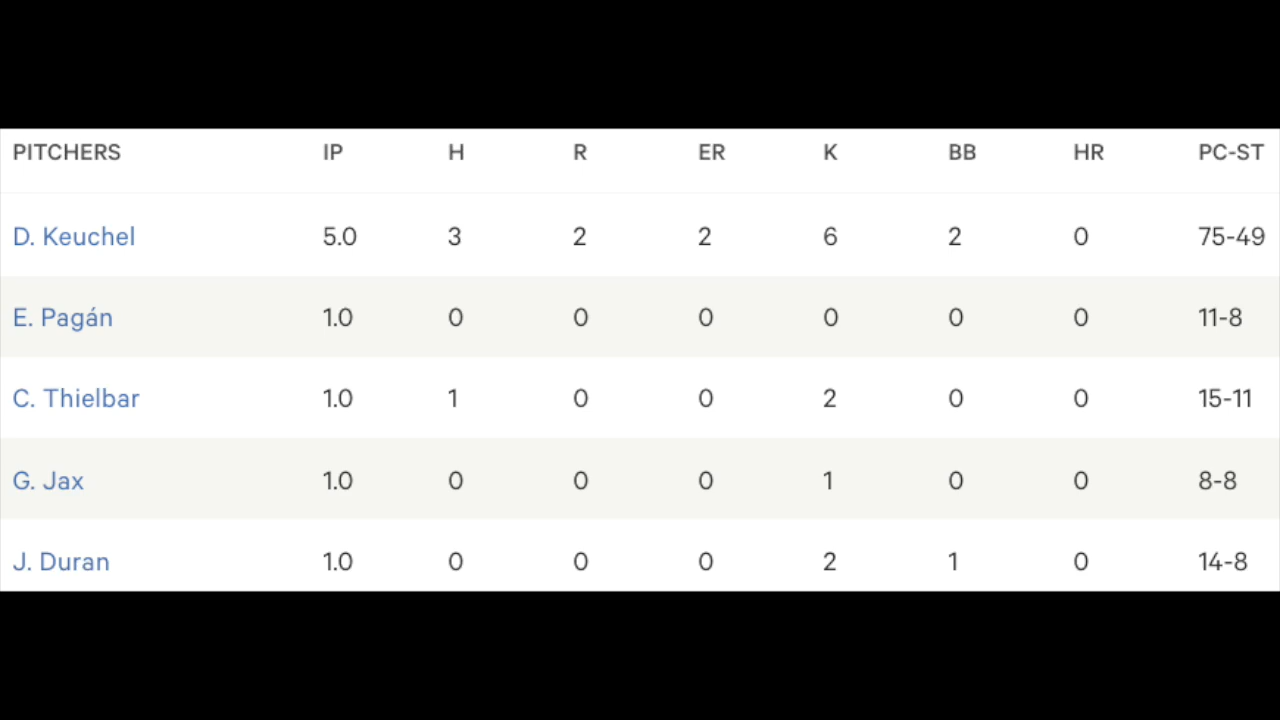 PITCHERS IP H R ER K BB HR PC-ST
D. Keuchel 5.0 3 2 2 6 2 0 75-49
E. Pagán 1.0 0 0 0 0 0 0 11-8
C. Thielbar 1.0 1 0 0 2 0 0 15-11
G. Jax 1.0 0 0 0 1 0 0 8-8
J. Duran 1.0 0 0 0 2 1 0 14-8